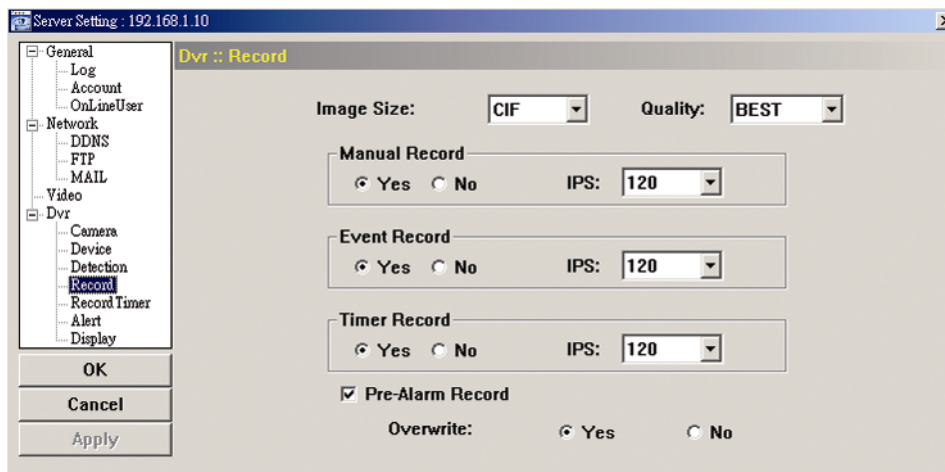 Server Setting : 192.168.1.10
General
Log
Account
OnLineUser
Network
DDNS
FTP
MAIL
Video
Dvr
Camera
Device
Detection
Record
Record Timer
Alert
Display
OK
Cancel
Apply
Dvr :: Record
Image Size: CIF Quality: BEST
Manual Record
Yes No IPS: 120
Event Record
Yes No IPS: 120
Timer Record
Yes No IPS: 120
Pre-Alarm Record
Overwrite: Yes No